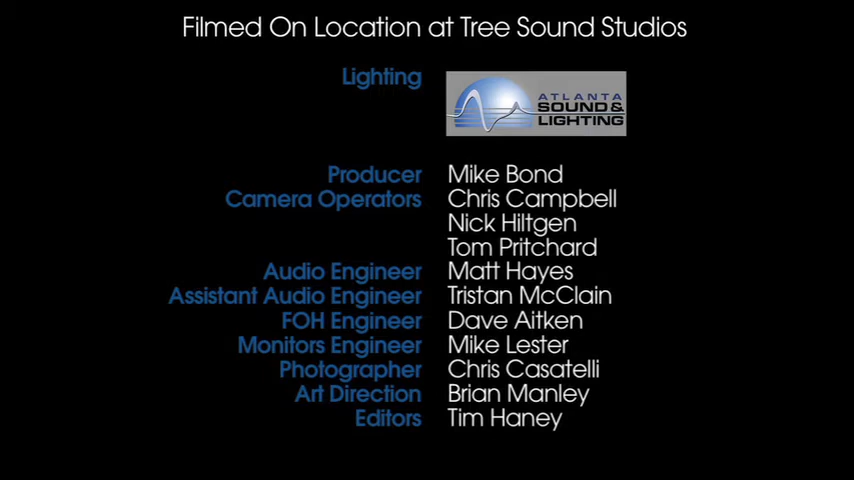 Filmed On Location at Tree Sound Studios
Lighting
ATLANTA
SOUND &
LIGHTING
Producer Mike Bond
Camera Operators Chris Campbell
Nick Hiltgen
Tom Pritchard
Audio Engineer Matt Hayes
Assistant Audio Engineer Tristan McClain
FOH Engineer Dave Aitken
Monitors Engineer Mike Lester
Photographer Chris Casatelli
Art Direction Brian Manley
Editors Tim Haney